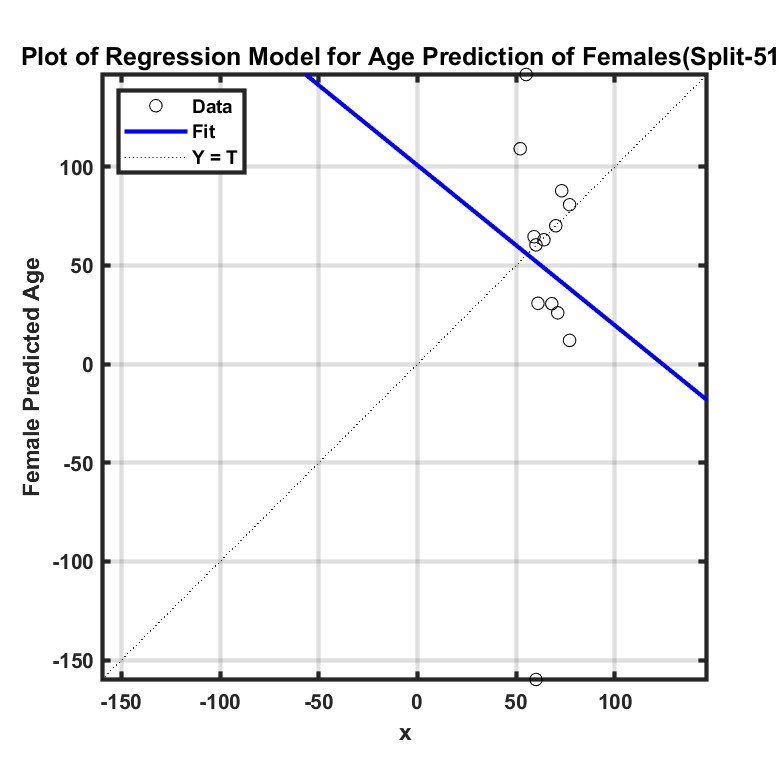 Plot of Regression Model for Age Prediction of Females(Split-51
Data
Fit
Y = T
100
50
0
-50
-100
-150
-150 -100 -50 0 50 100
x
Female Predicted Age